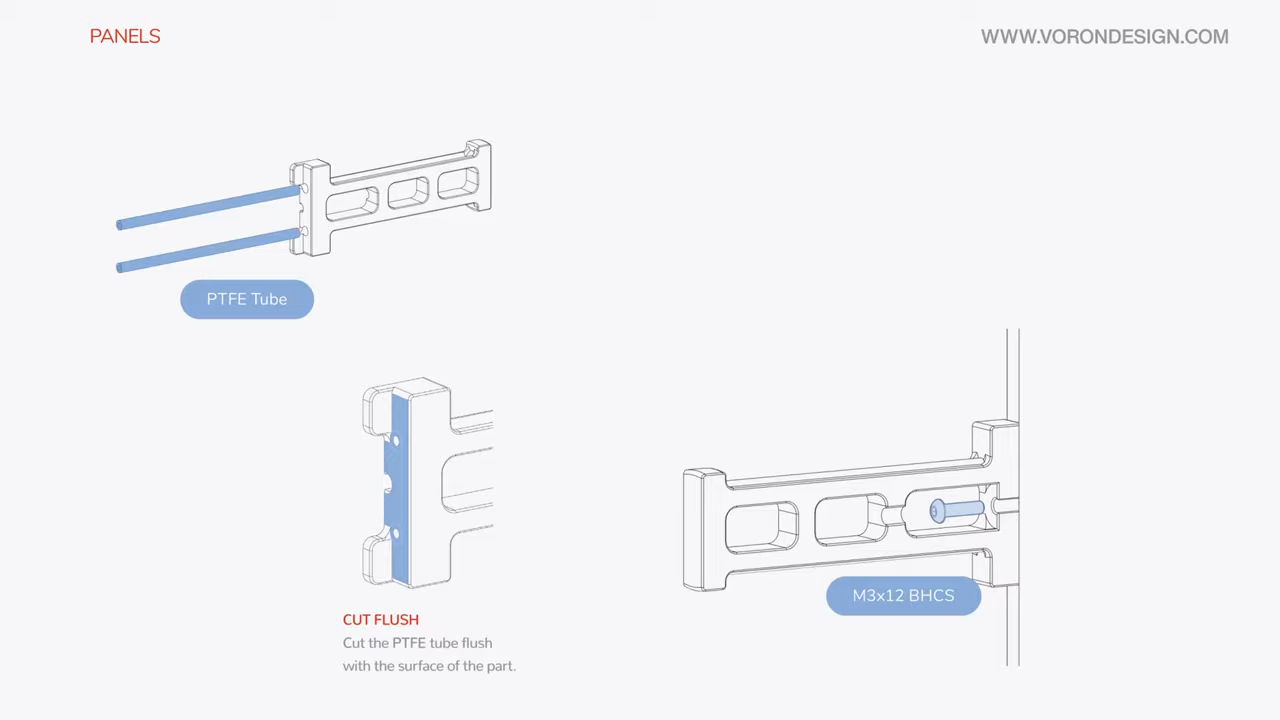 PANELS
WWW.VORONDESIGN.COM
PTFE Tube
CUT FLUSH
Cut the PTFE tube flush
with the surface of the part.
M3x12 BHCS